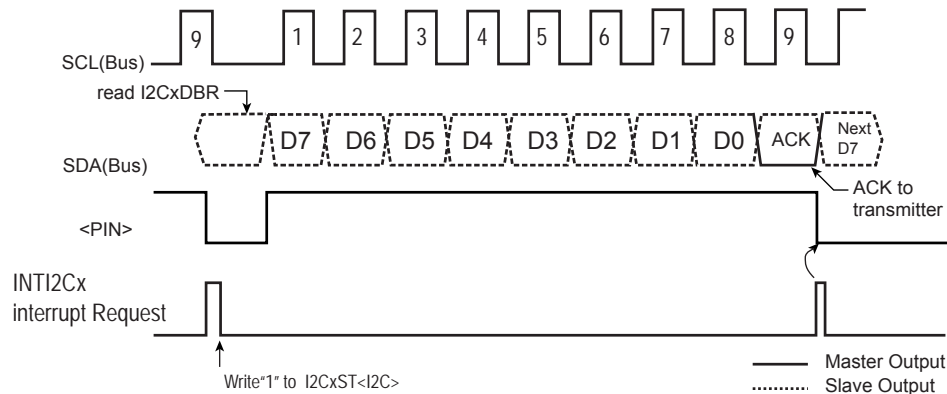 9 1 2 3 4 5 6 7 8 9
SCL(Bus)
read I2CxDBR
D7 D6 D5 D4 D3 D2 D1 D0 ACK Next
D7
SDA(Bus)
ACK to
transmitter
<PIN>
INTI2Cx
interrupt Request
Write"1" to I2CxST<I2C>
Master Output
Slave Output